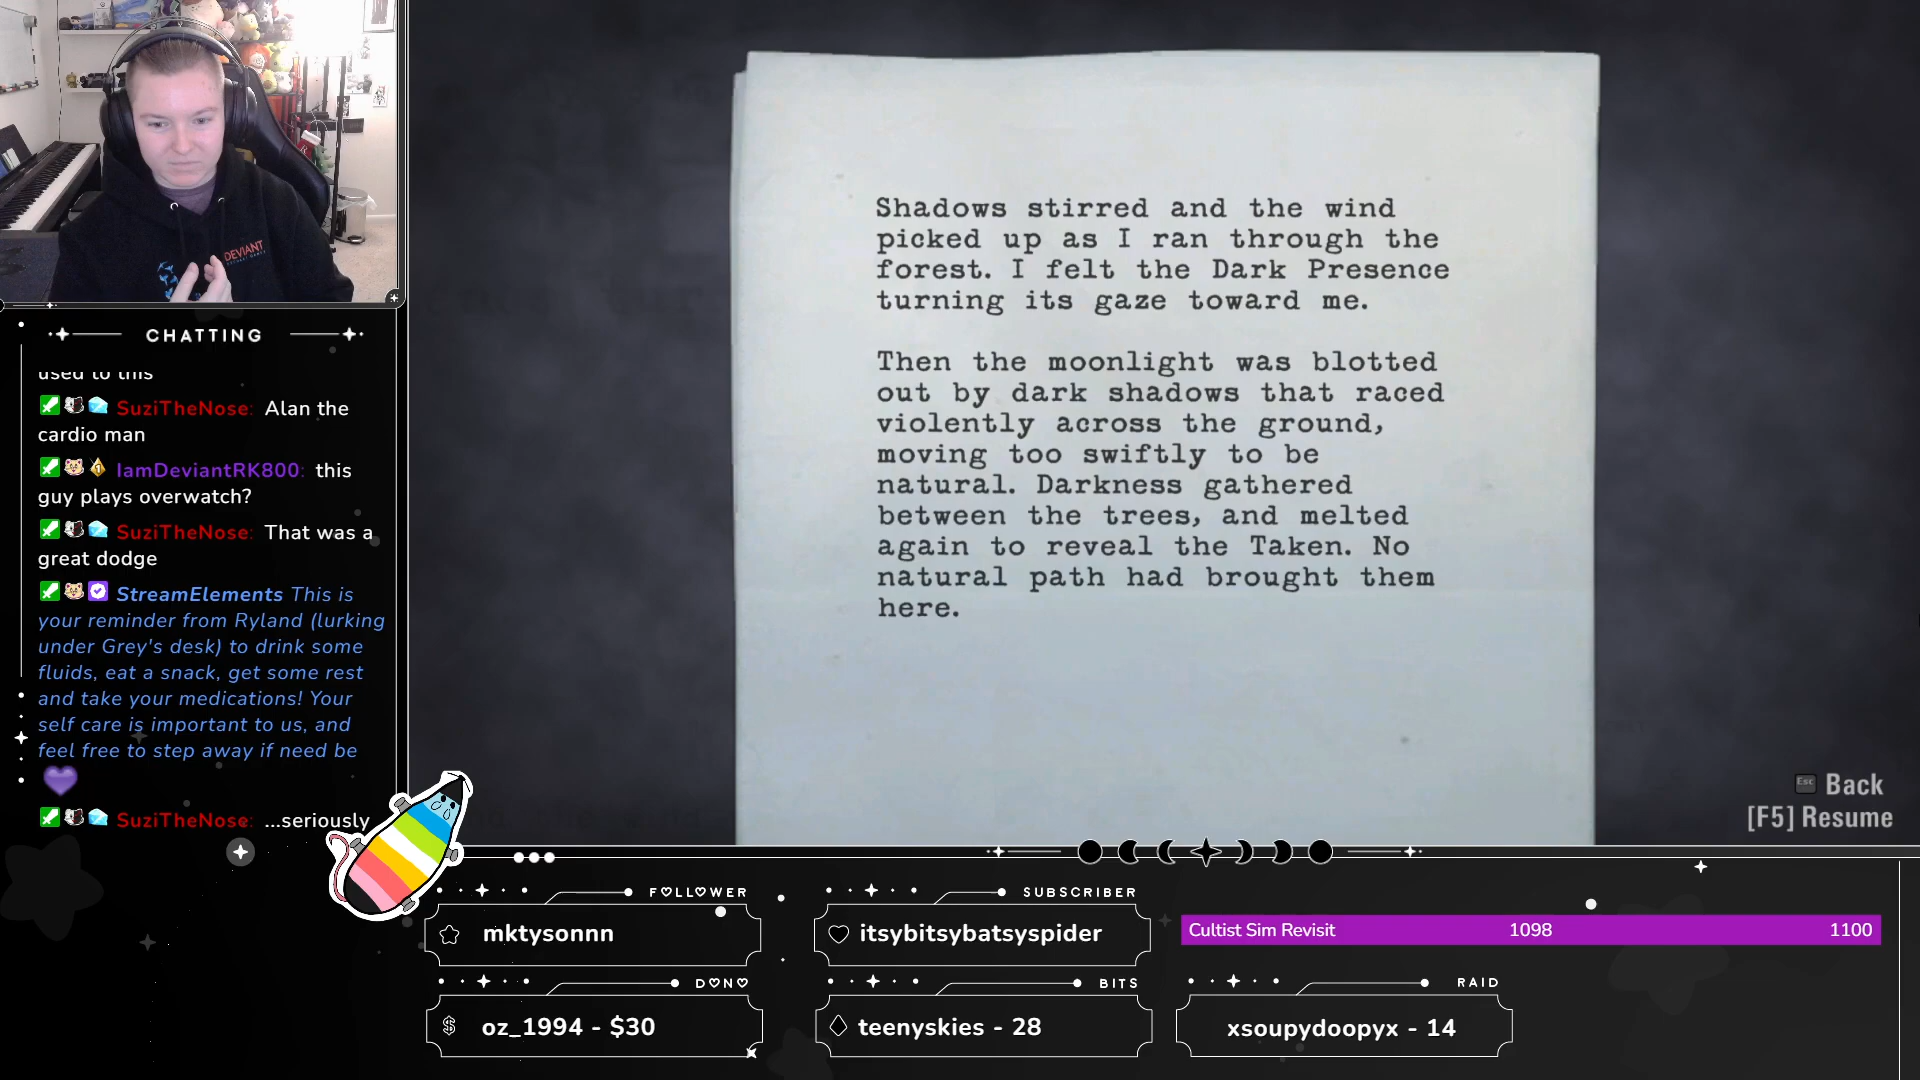 DEVIANT
CHATTING
used to this
SuziTheNose: Alan the
cardio man
IamDeviantRK800: this
guy plays overwatch?
SuziTheNose: That was a
great dodge
StreamElements This is
your reminder from Ryland (lurking
under Grey's desk) to drink some
fluids, eat a snack, get some rest
and take your medications! Your
self care is important to us, and
feel free to step away if need be
SuziTheNose: ...seriously
Shadows stirred and the wind
picked up as I ran through the
forest. I felt the Dark Presence
turning its gaze toward me.
Then the moonlight was blotted
out by dark shadows that raced
violently across the ground,
moving too swiftly to be
natural. Darkness gathered
between the trees, and melted
again to reveal the Taken. No
natural path had brought them
here.
Esc Back
[F5] Resume
FOLLOWER
mktysonnn
SUBSCRIBER
itsybitsybatsyspider
Cultist Sim Revisit 1098 1100
DONO
oz_1994 - $30
BITS
teenyskies - 28
RAID
xsoupydoopyx - 14